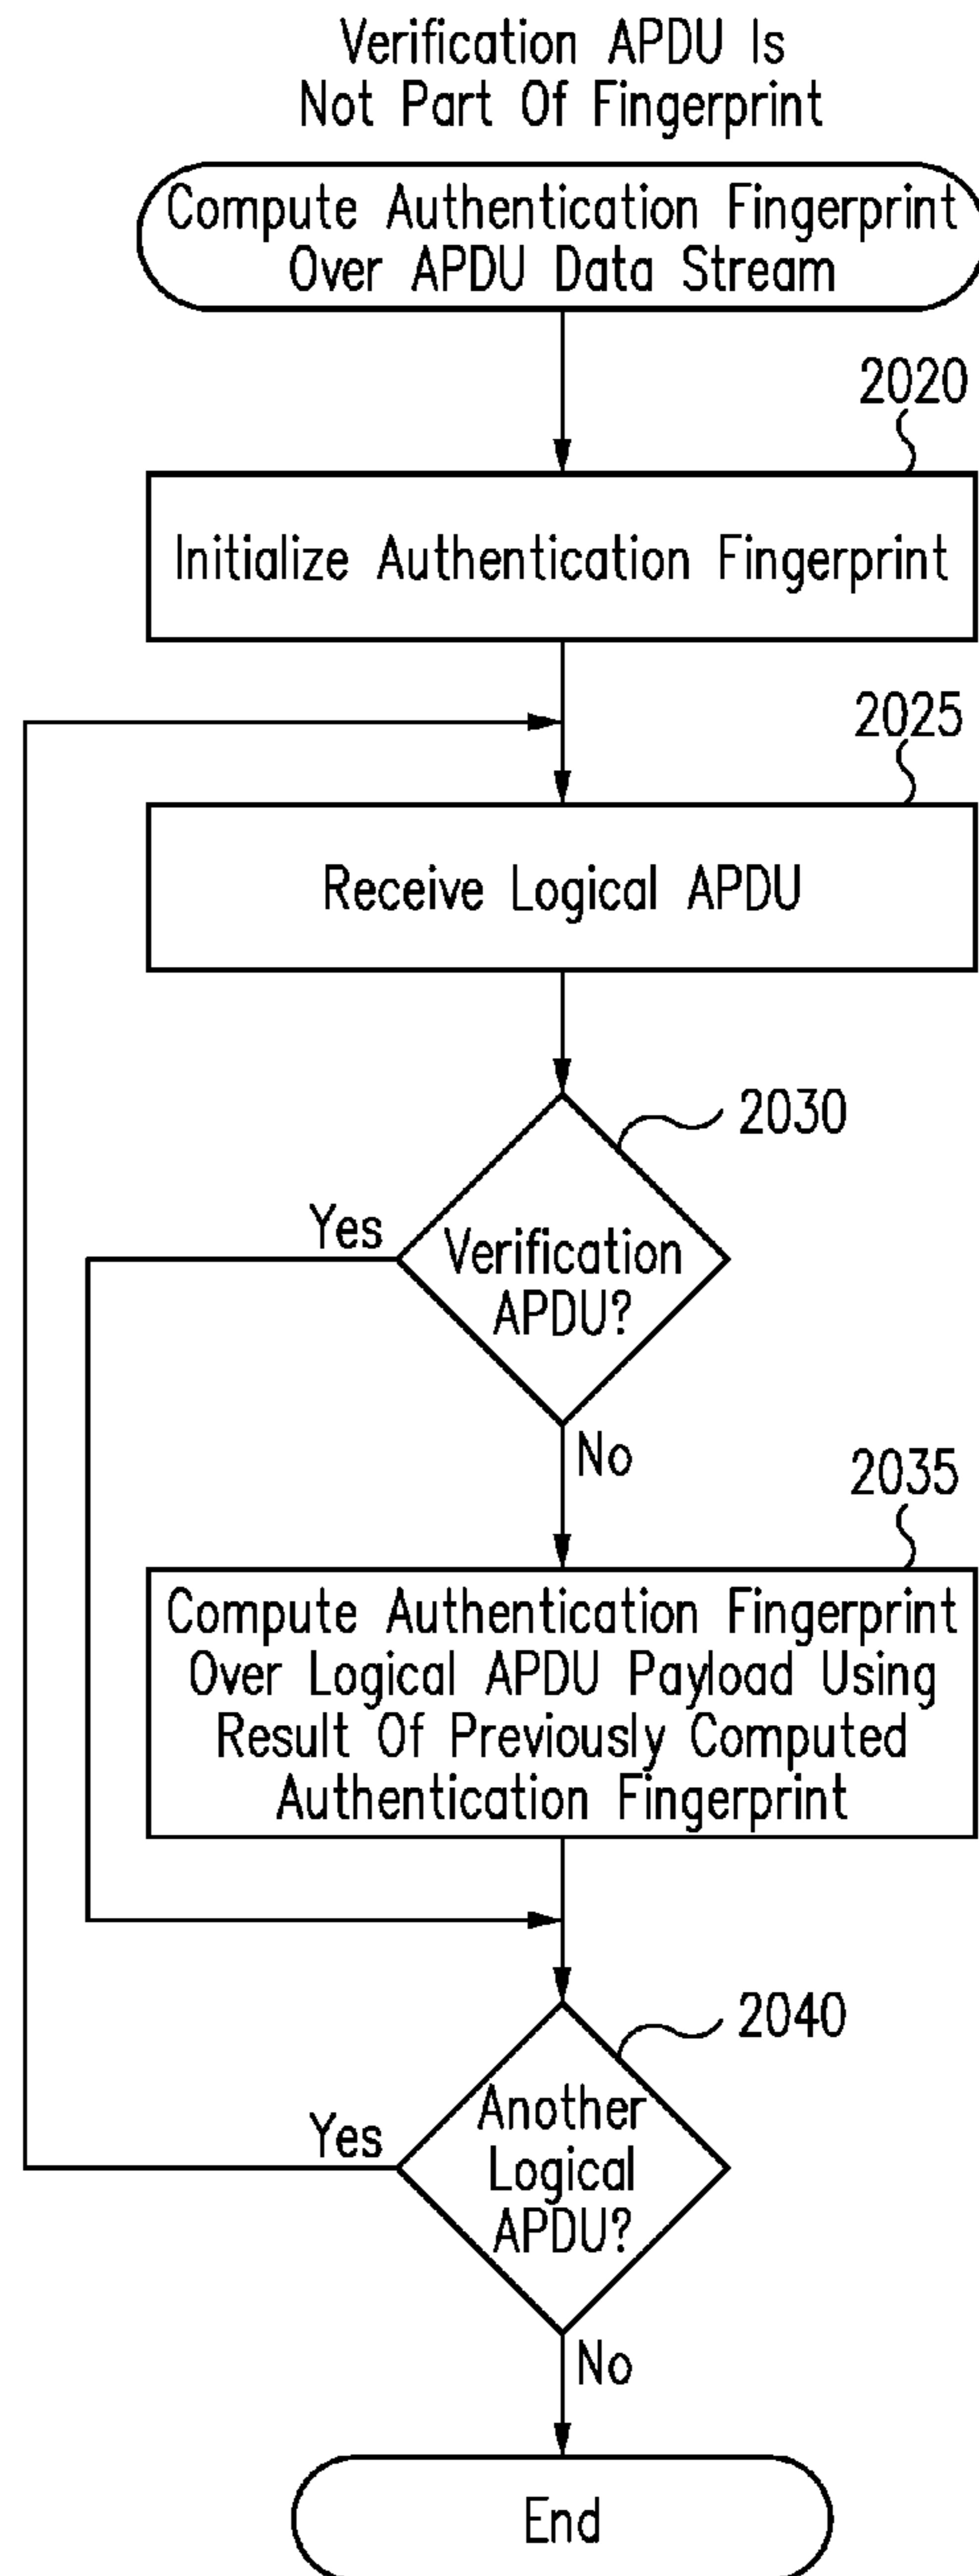 Verification APDU Is
Not Part Of Fingerprint
Compute Authentication Fingerprint
Over APDU Data Stream
2020
Initialize Authentication Fingerprint
2025
Receive Logical APDU
2030
Yes
Verification
APDU?
No
2035
Compute Authentication Fingerprint
Over Logical APDU Payload Using
Result Of Previously Computed
Authentication Fingerprint
2040
Another
Yes
Logical
APDU?
No
End